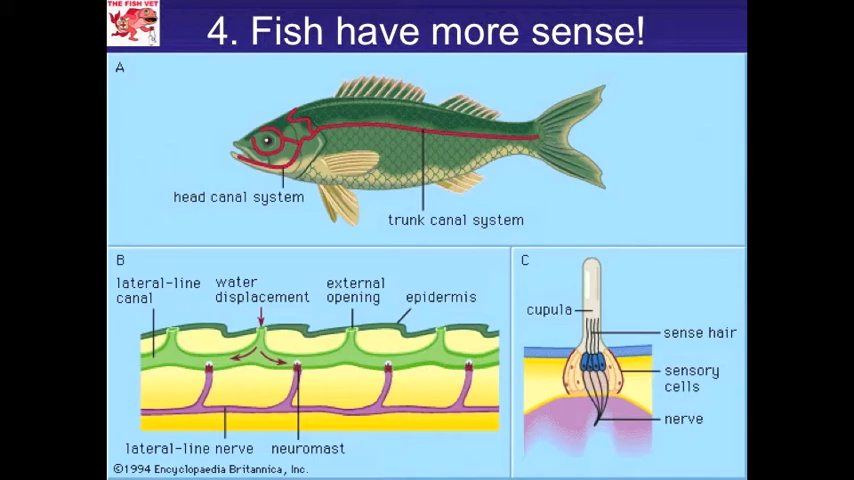 THE FISH VET
4. Fish have more sense!
A
head canal system
trunk canal system
B
lateral-line
canal
water
displacement
external
opening
epidermis
lateral-line nerve
neuromast
©1994 Encyclopaedia Britannica, Inc.
C
cupula
sense hair
sensory
cells
nerve